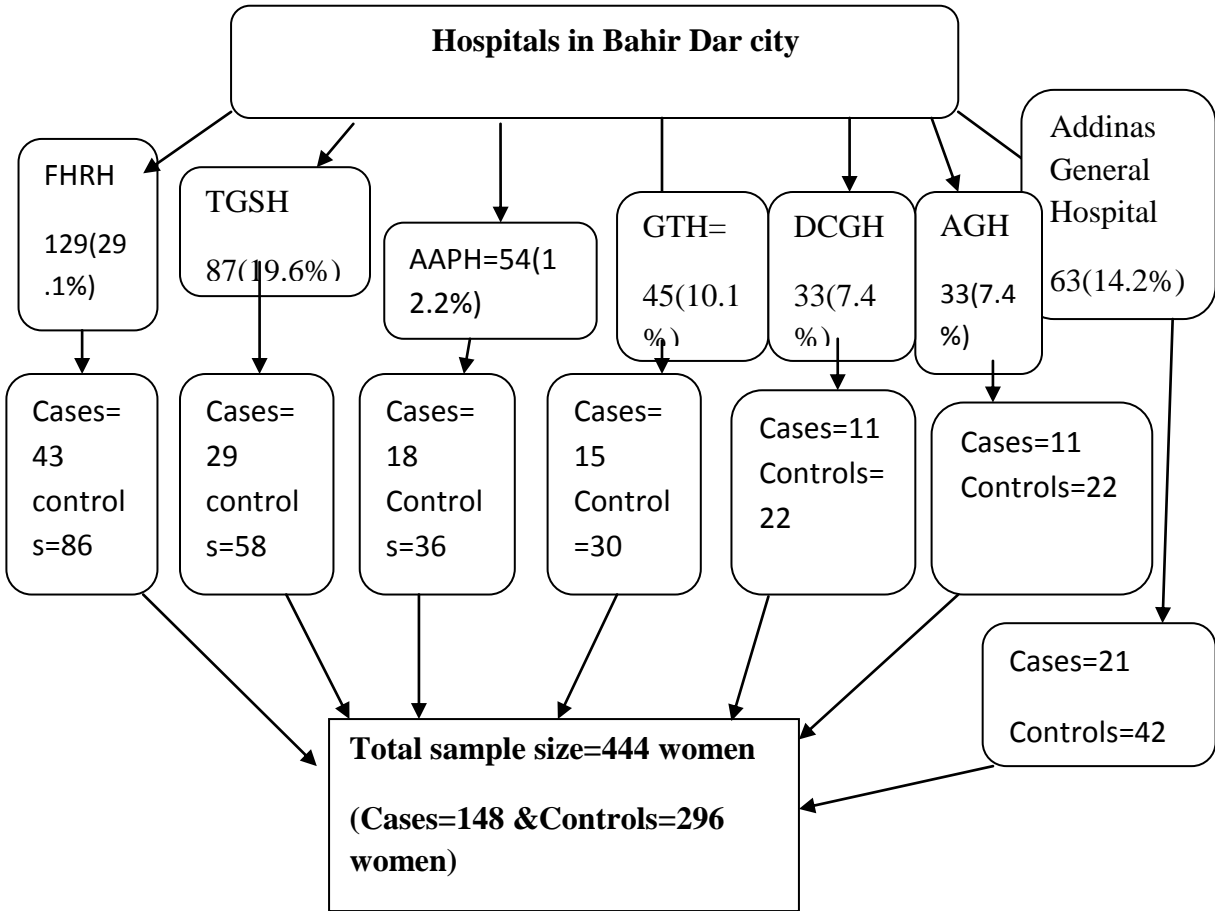 Hospitals in Bahir Dar city
FHRH
129(29
.1%)
TGSH
87(19.6%)
AAPH=54(1
2.2%)
GTH=
45(10.1
%)
DCGH
33(7.4
%)
AGH
33(7.4
%)
Addinas
General
Hospital
63(14.2%)
Cases=
43
control
s=86
Cases=
29
control
s=58
Cases=
18
Control
s=36
Cases=
15
Control
=30
Cases=11
Controls=
22
Cases=11
Controls=22
Cases=21
Controls=42
Total sample size=444 women
(Cases=148 &Controls=296
women)